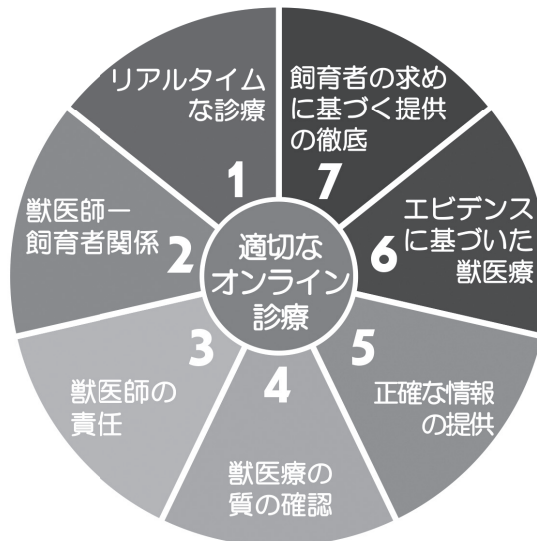 適切な
オンライン
診療
リアルタイム
な診療
1
獣医師ー
飼育者関係
2
3
獣医師の
責任
4
獣医療の
質の確認
5
正確な情報
の提供
6
エビデンス
に基づいた
獣医療
飼育者の求め
に基づく提供
の徹底
7